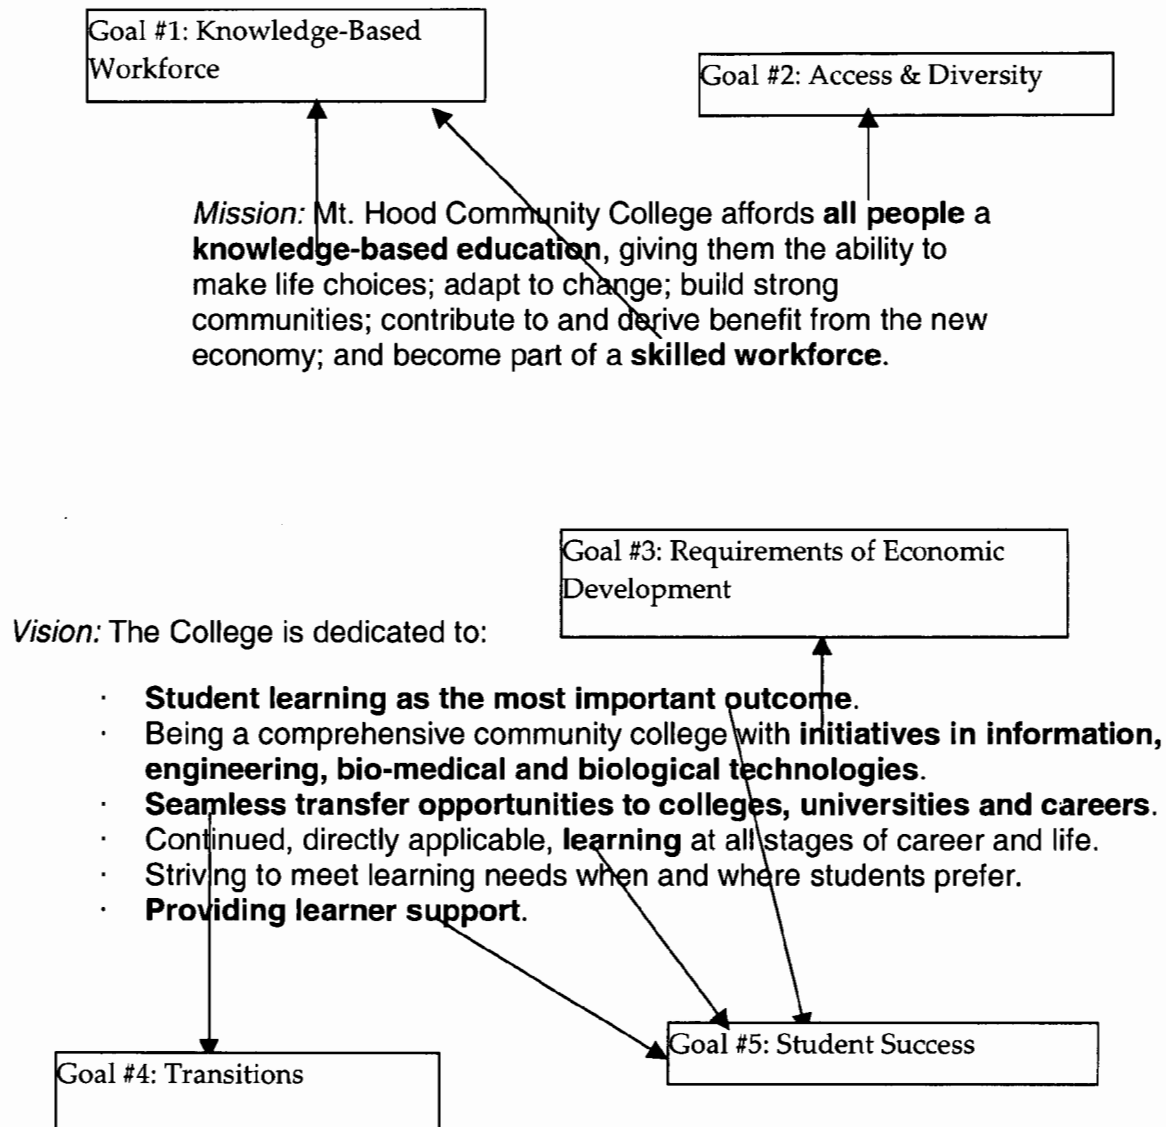 Goal #1: Knowledge-Based
Workforce
Goal #2: Access & Diversity
Mission: Mt. Hood Community College affords all people a
knowledge-based education, giving them the ability to
make life choices; adapt to change; build strong
communities; contribute to and derive benefit from the new
economy; and become part of a skilled workforce.
Goal #3: Requirements of Economic
Development
Vision: The College is dedicated to:
· Student learning as the most important outcome.
· Being a comprehensive community college with initiatives in information,
engineering, bio-medical and biological technologies.
· Seamless transfer opportunities to colleges, universities and careers.
· Continued, directly applicable, learning at all stages of career and life.
· Striving to meet learning needs when and where students prefer.
· Providing learner support.
Goal #5: Student Success
Goal #4: Transitions